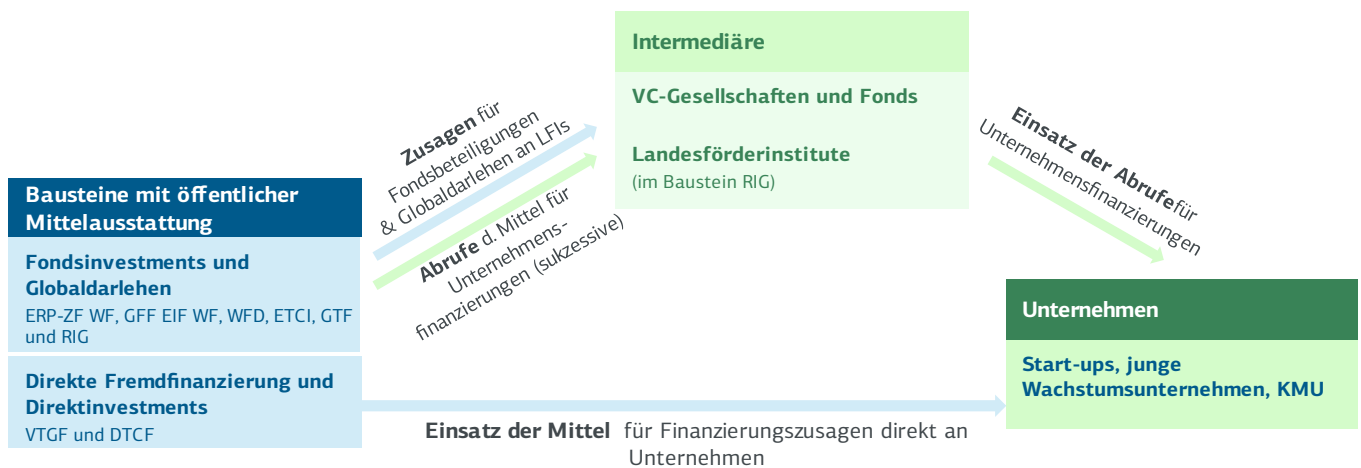 Intermediäre
VC-Gesellschaften und Fonds
Landesförderinstitute
(im Baustein RIG)
Zusagen für
Fondsbeteiligungen
& Globaldarlehen an LFIs
Abrufe d. Mittel für
Unternehmens-
finanzierungen (sukzessive)
Einsatz der Abrufe für
Unternehmensfinanzierungen
Bausteine mit öffentlicher
Mittelausstattung
Fondsinvestments und
Globaldarlehen
ERP-ZF WF, GFF EIF WF, WFD, ETCI, GTF
und RIG
Direkte Fremdfinanzierung und
Direktinvestments
VTGF und DTCF
Unternehmen
Start-ups, junge
Wachstumsunternehmen, KMU
Einsatz der Mittel für Finanzierungszusagen direkt an
Unternehmen